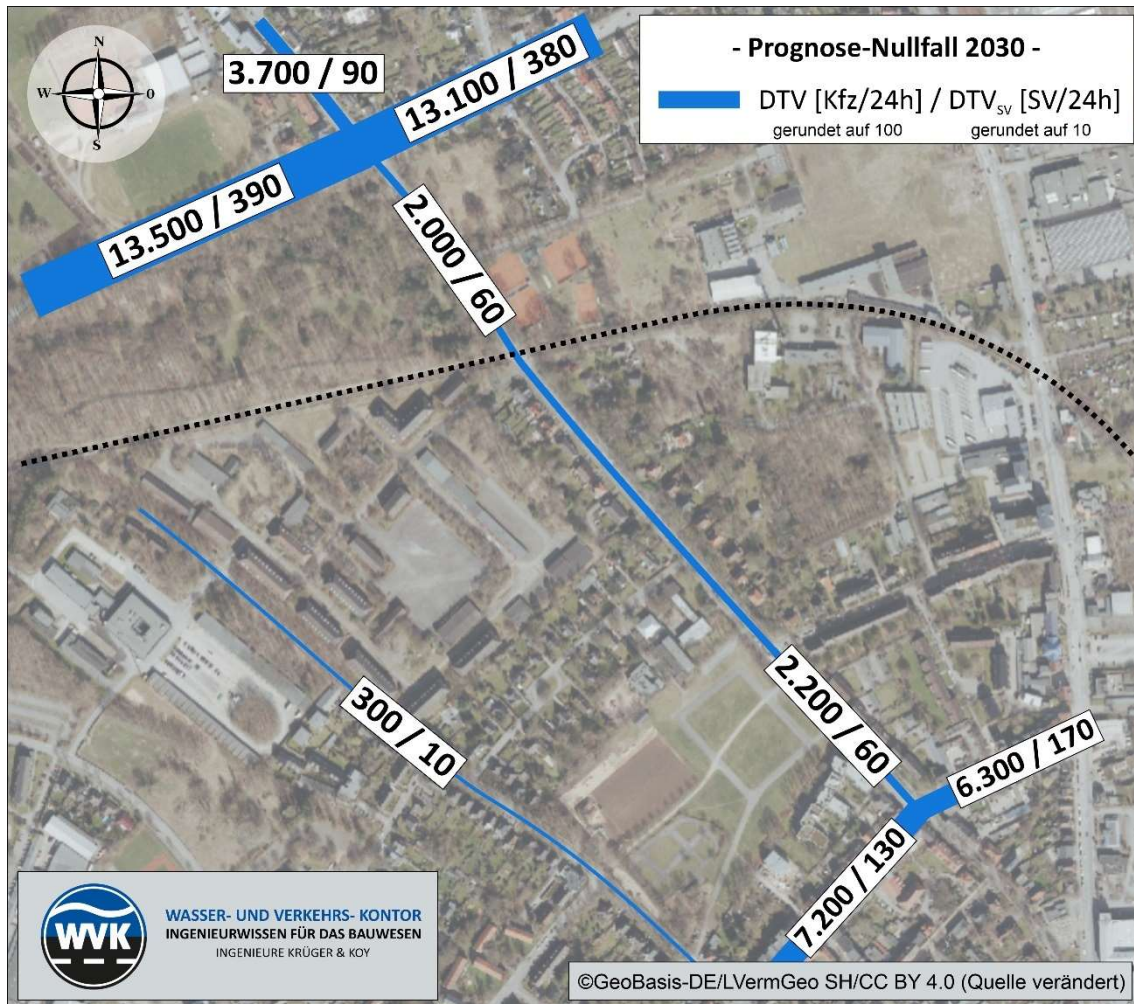 - Prognose-Nullfall 2030 -
DTV [Kfz/24h] / DTVSV [SV/24h]
gerundet auf 100 gerundet auf 10
N
W O
S
3.700 / 90
13.100 / 380
13.500 / 390
2.000 / 60
300 / 10
2.200 / 60
6.300 / 170
7.200 / 130
WVK
WASSER- UND VERKEHRS- KONTOR
INGENIEURWISSEN FÜR DAS BAUWESEN
INGENIEURE KRÜGER & KOY
©GeoBasis-DE/LVermGeo SH/CC BY 4.0 (Quelle verändert)